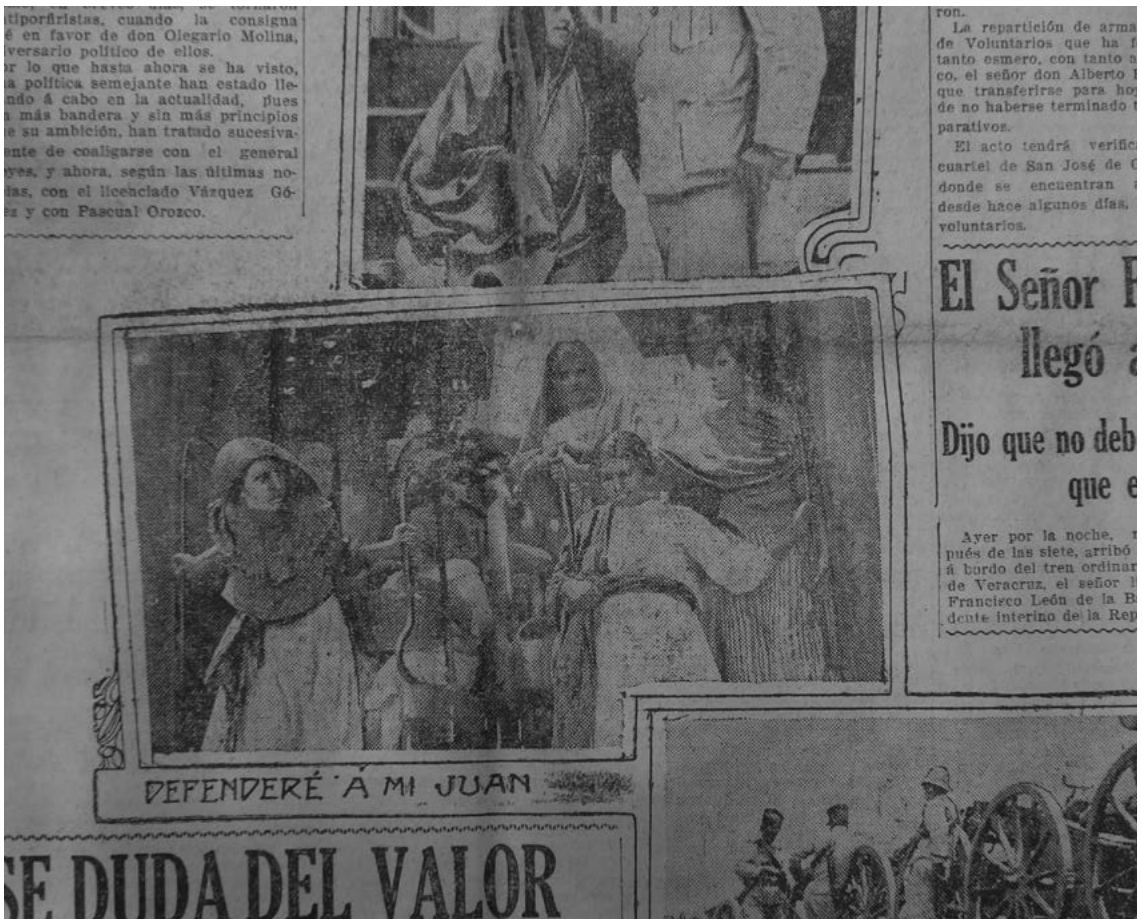 tiporfiristas, cuando la consigna
é en favor de don Olegario Molina,
versario político de ellos.
or lo que hasta ahora se ha visto,
a política semejante han estado lle-
ndo á cabo en la actualidad, pues
n más bandera y sin más principios
e su ambición, han tratado sucesiva-
ente de coaligarse con el general
eyes, y ahora, según las últimas no-
ias, con el licenciado Vázquez Gó-
ez y con Pascual Orozco.
DEFENDERÉ Á MI JUAN
SE DUDA DEL VALOR
ron.
La repartición de arma
de Voluntarios que ha f
tanto esmero, con tanto a
co, el señor don Alberto
que transferirse para hoy
de no haberse terminado
parativos.
El acto tendrá verific
cuartel de San José de
donde se encuentran
desde hace algunos días,
voluntarios.
El Señor
llegó a
Dijo que no deb
que e
Ayer por la noche,
pués de las siete, arribó
á bordo del tren ordinar
de Veracruz, el señor l
Francisco León de la B
dente interino de la Rep